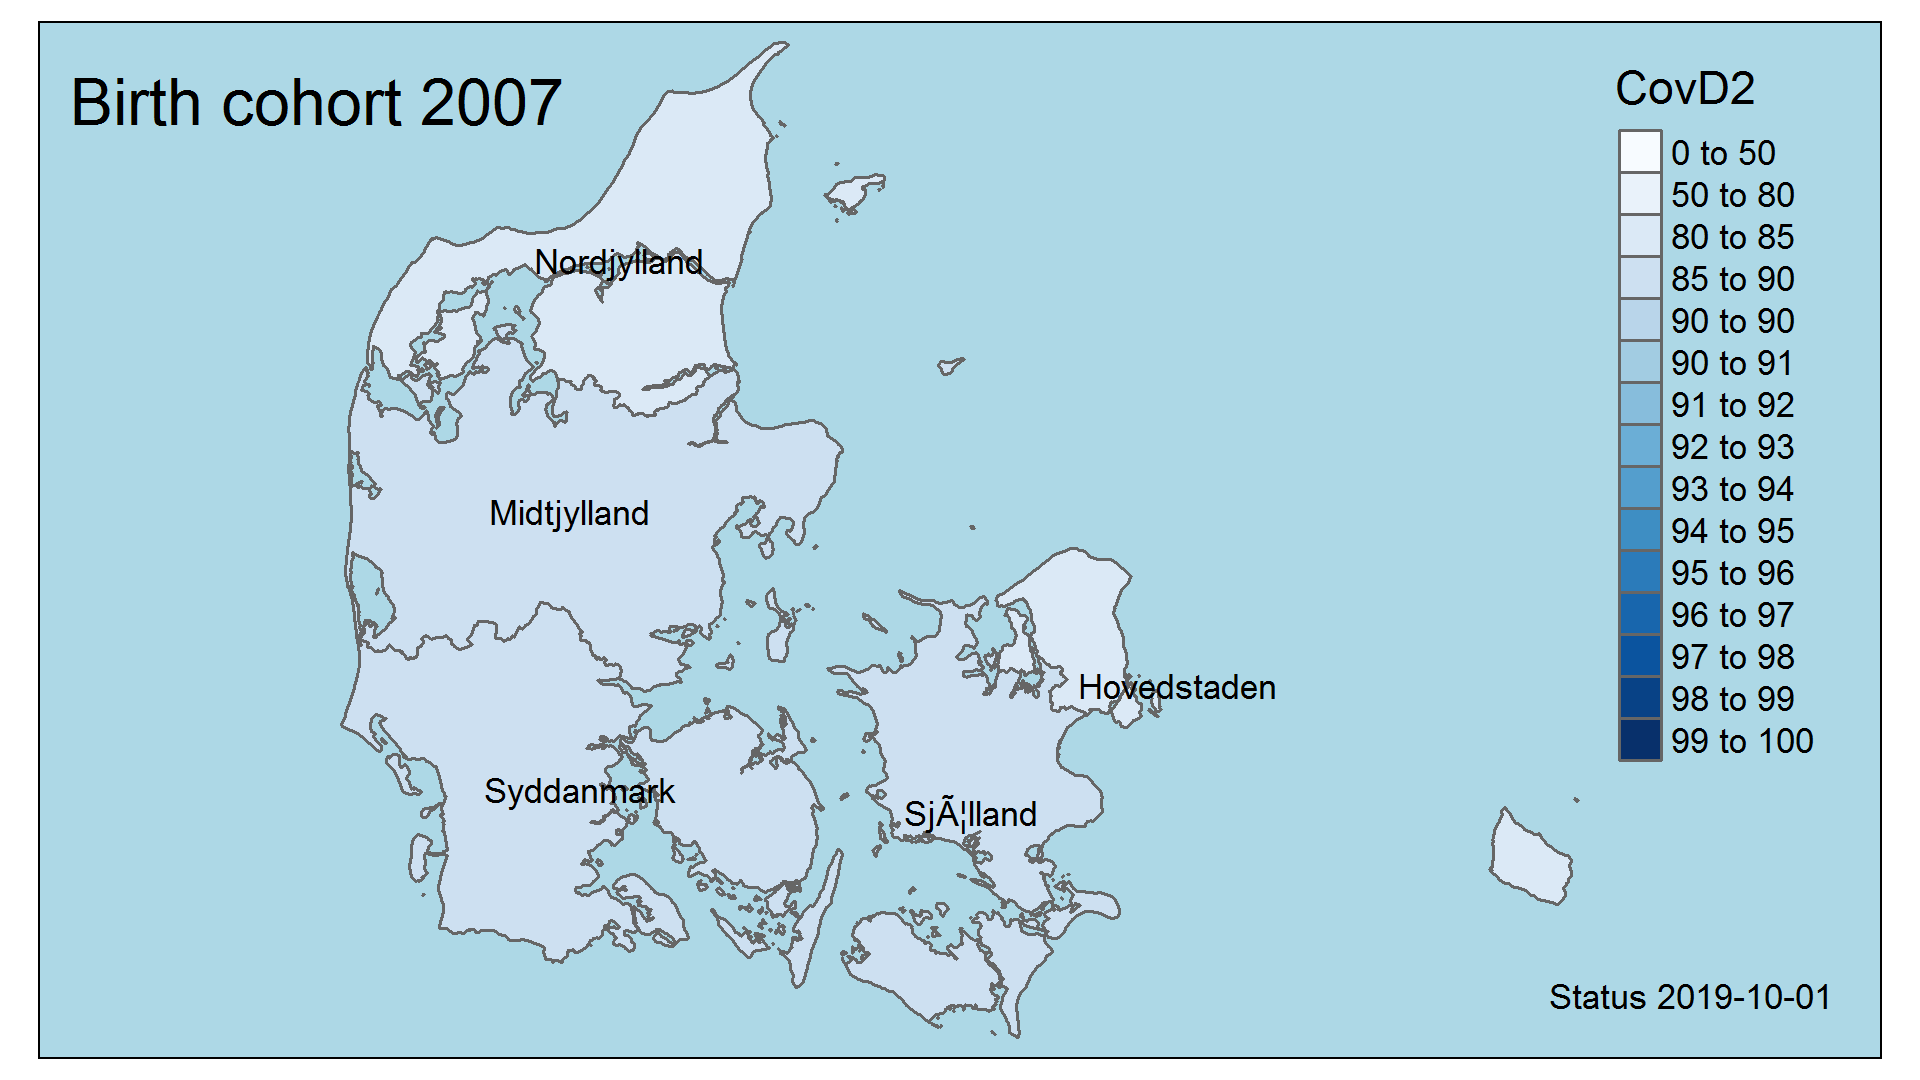 Birth cohort 2007
CovD2
0 to 50
50 to 80
80 to 85
85 to 90
90 to 90
90 to 91
91 to 92
92 to 93
93 to 94
94 to 95
95 to 96
96 to 97
97 to 98
98 to 99
99 to 100
Nordjylland
Midtjylland
Hovedstaden
Syddanmark
SjÃ¦lland
Status 2019-10-01